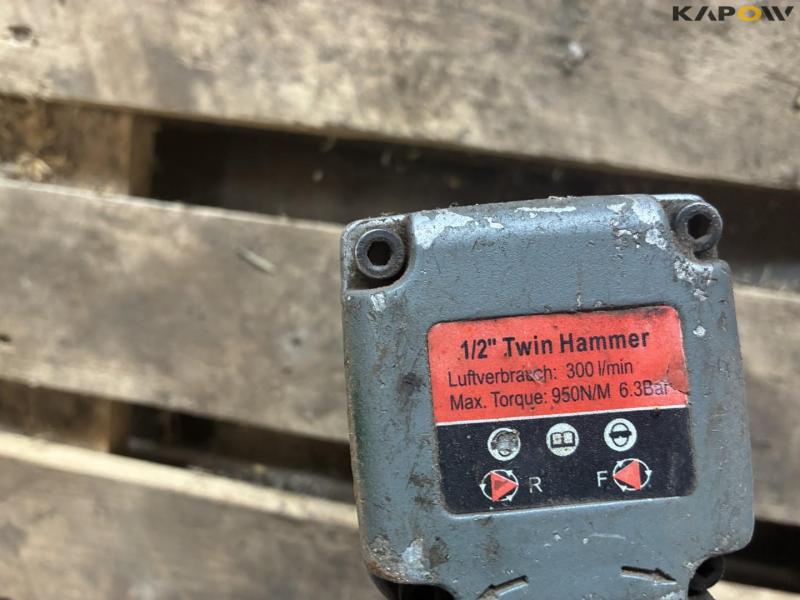 KAPOW
1/2" Twin Hammer
Luftverbrauch: 300 l/min
Max. Torque: 950N/M 6.3Bar
R F